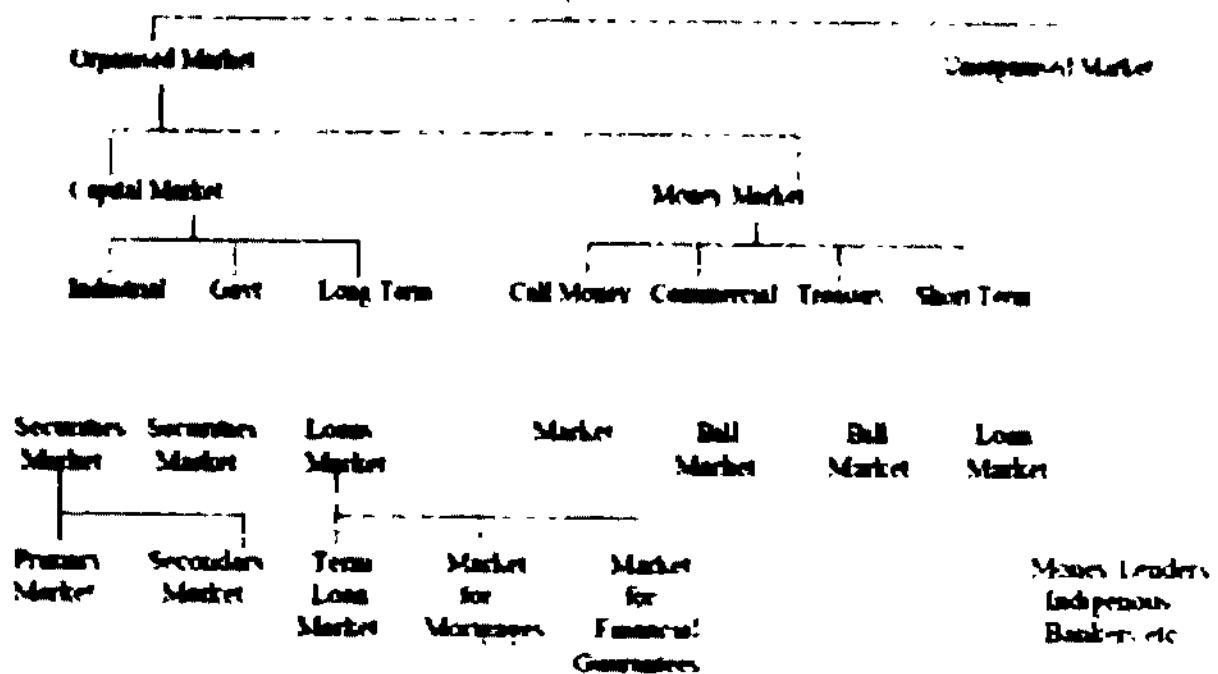 Organised Market Unorganised Market
Capital Market Money Market
Industrial Govt Long Term Call Money Commercial Treasury Short Term
Securities Securities Loans Market Bill Bill Loan
Market Market Market Market Market Market
Primary Secondary Term Market Market Money Lenders
Market Market Loan for for Indigenous
Market Mortgages Financial Bankers etc
Guarantees